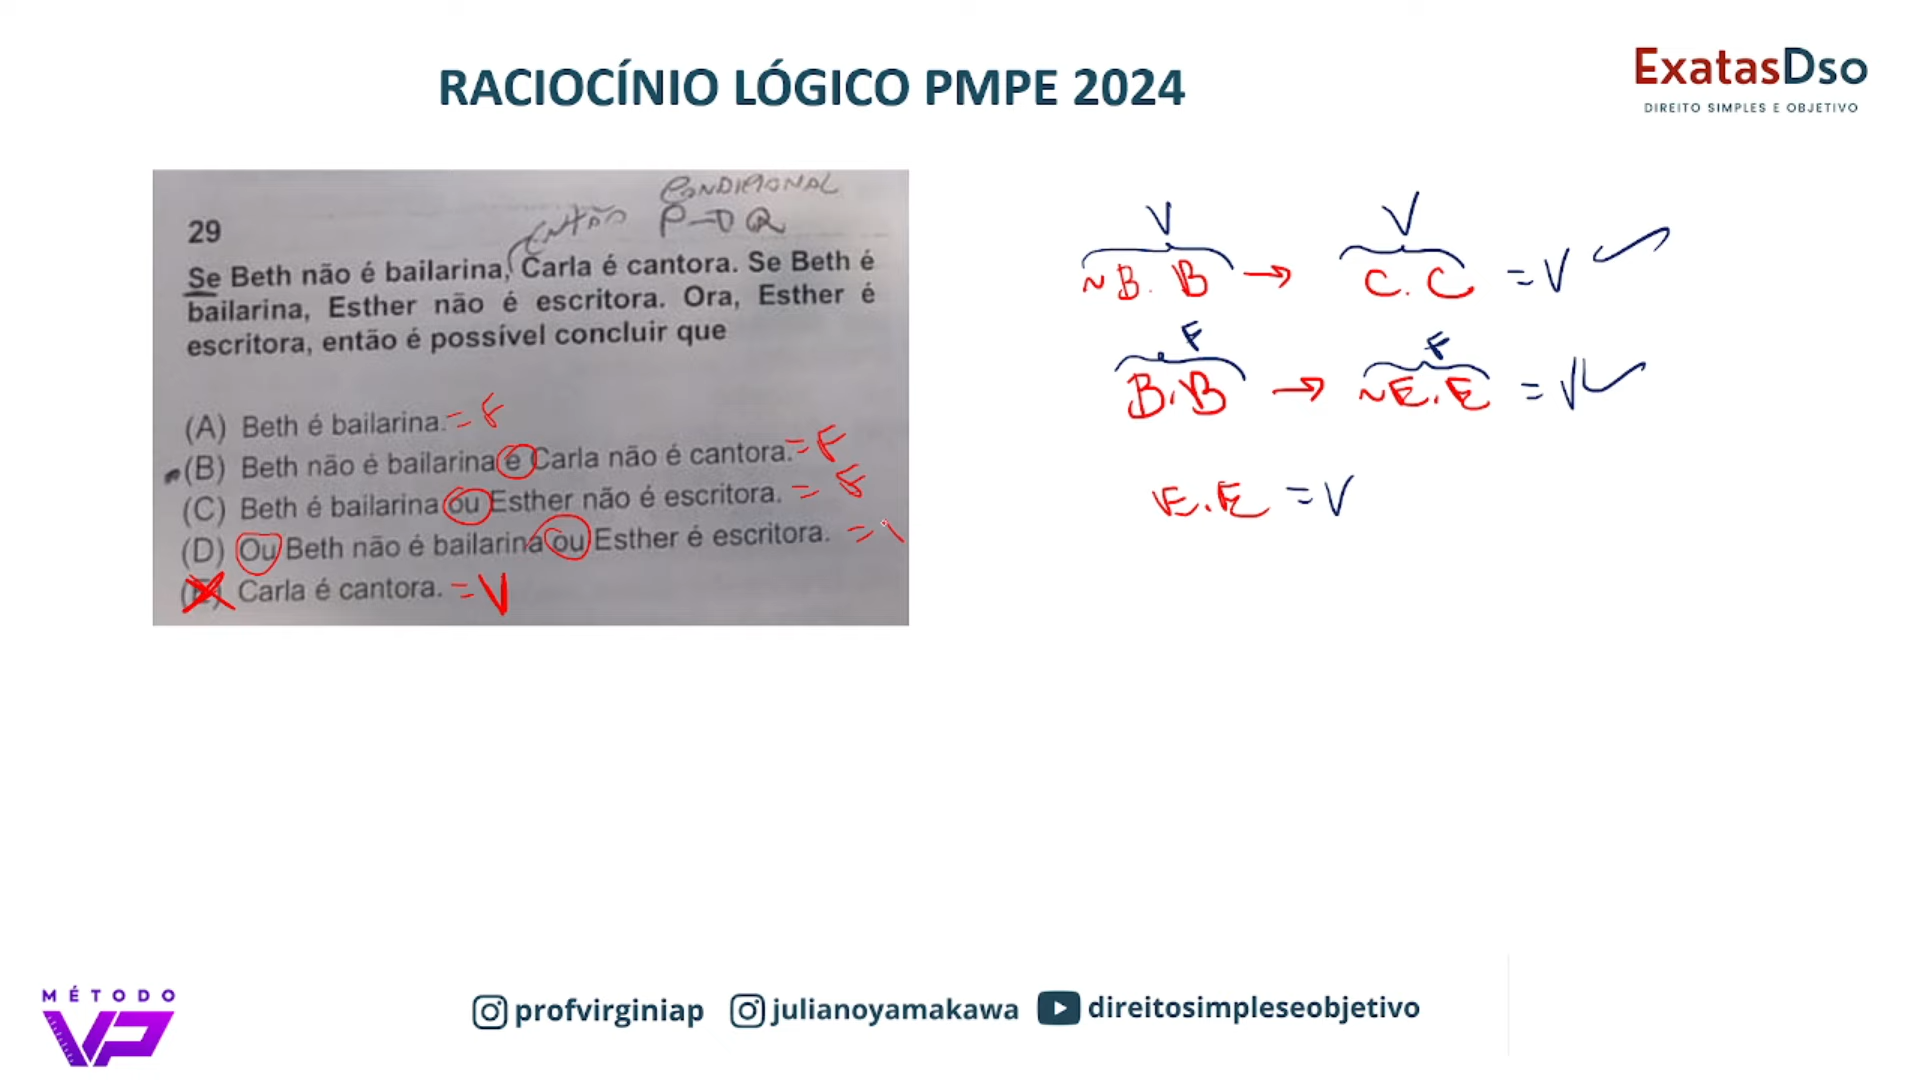 RACIOCÍNIO LÓGICO PMPE 2024
ExatasDso
DIREITO SIMPLES E OBJETIVO
CONDICIONAL
ENTÃO P→Q
29
Se Beth não é bailarina, Carla é cantora. Se Beth é
bailarina, Esther não é escritora. Ora, Esther é
escritora, então é possível concluir que
(A) Beth é bailarina. = F
(B) Beth não é bailarina e Carla não é cantora. = F
(C) Beth é bailarina ou Esther não é escritora. = F
(D) Ou Beth não é bailarina ou Esther é escritora. =
(E) Carla é cantora. = V
V V
~B.B → C.C = V
F F
B.B → ~E.E = V
E.E = V
MÉTODO
VP
profvirginiap julianoyamakawa direitosimpleseobjetivo